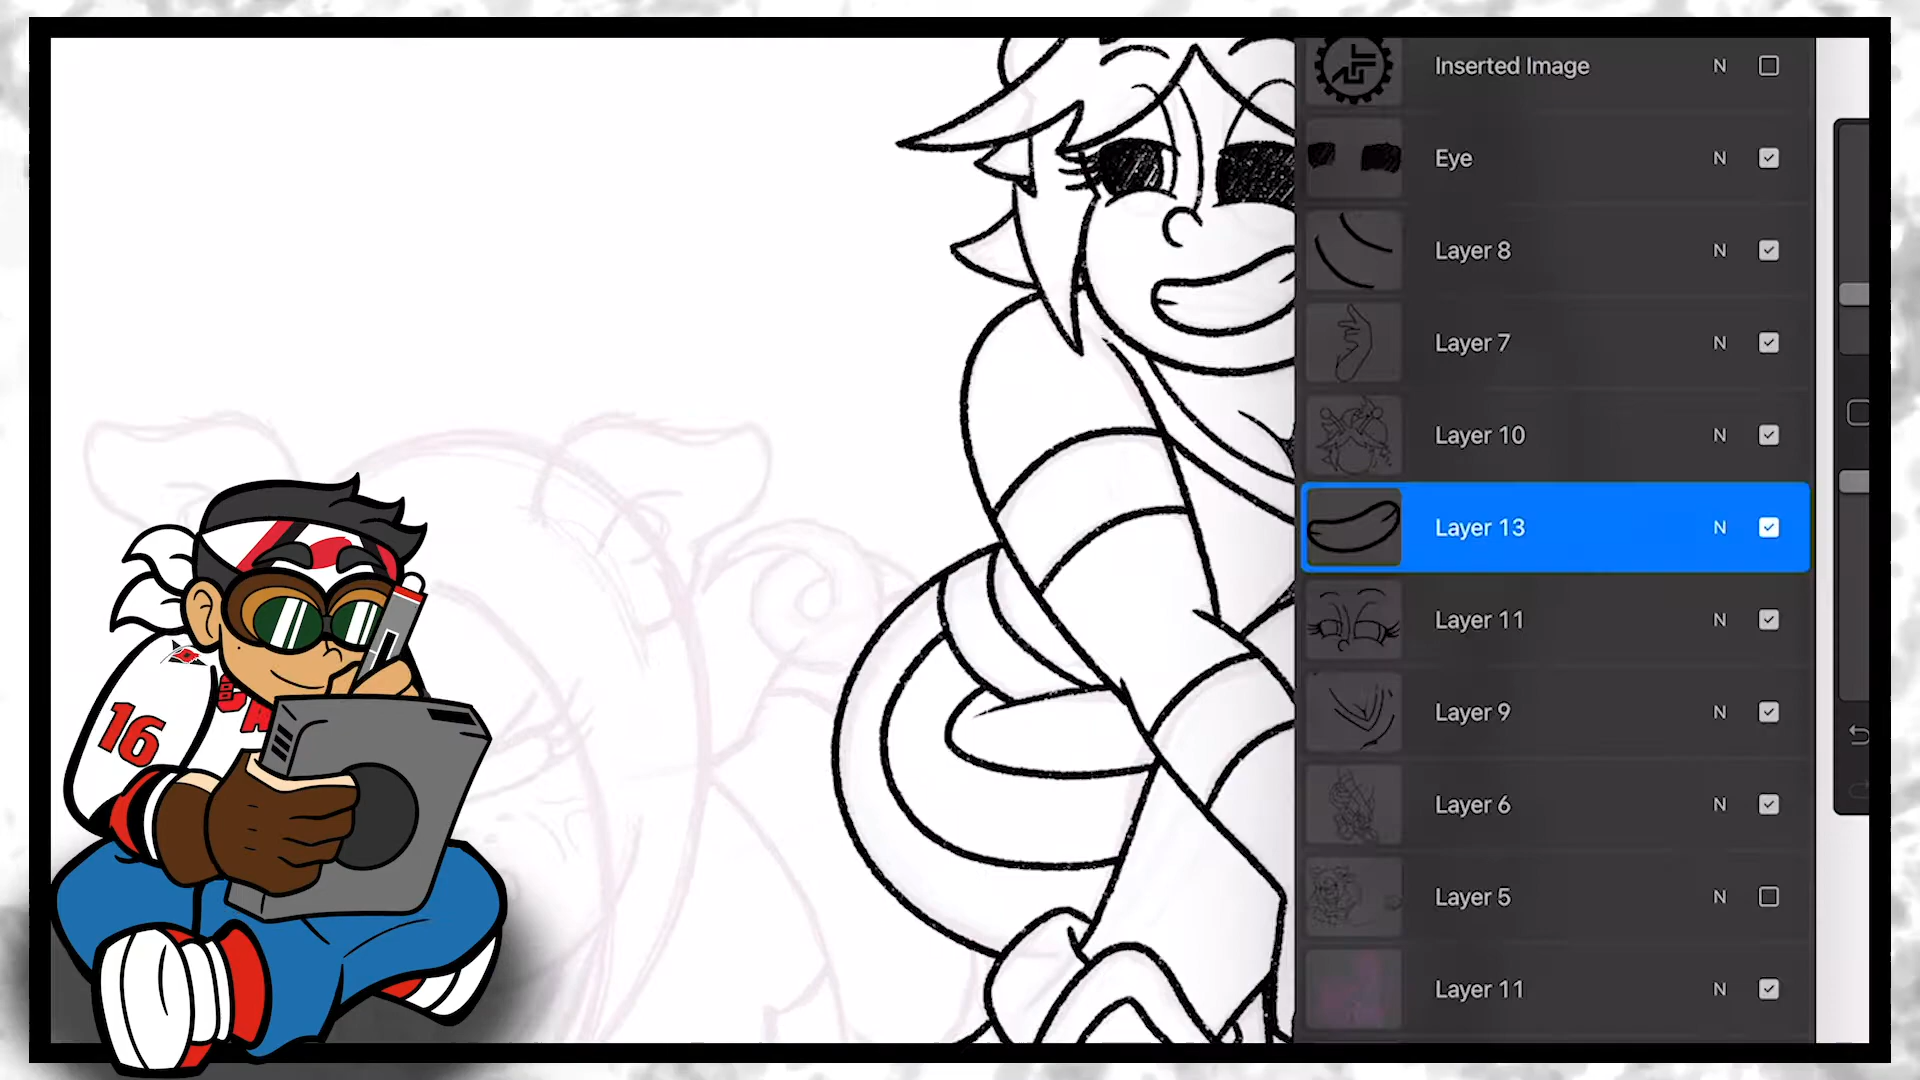 Inserted Image N
Eye N
Layer 8 N
Layer 7 N
Layer 10 N
Layer 13 N
Layer 11 N
Layer 9 N
Layer 6 N
Layer 5 N
Layer 11 N
16